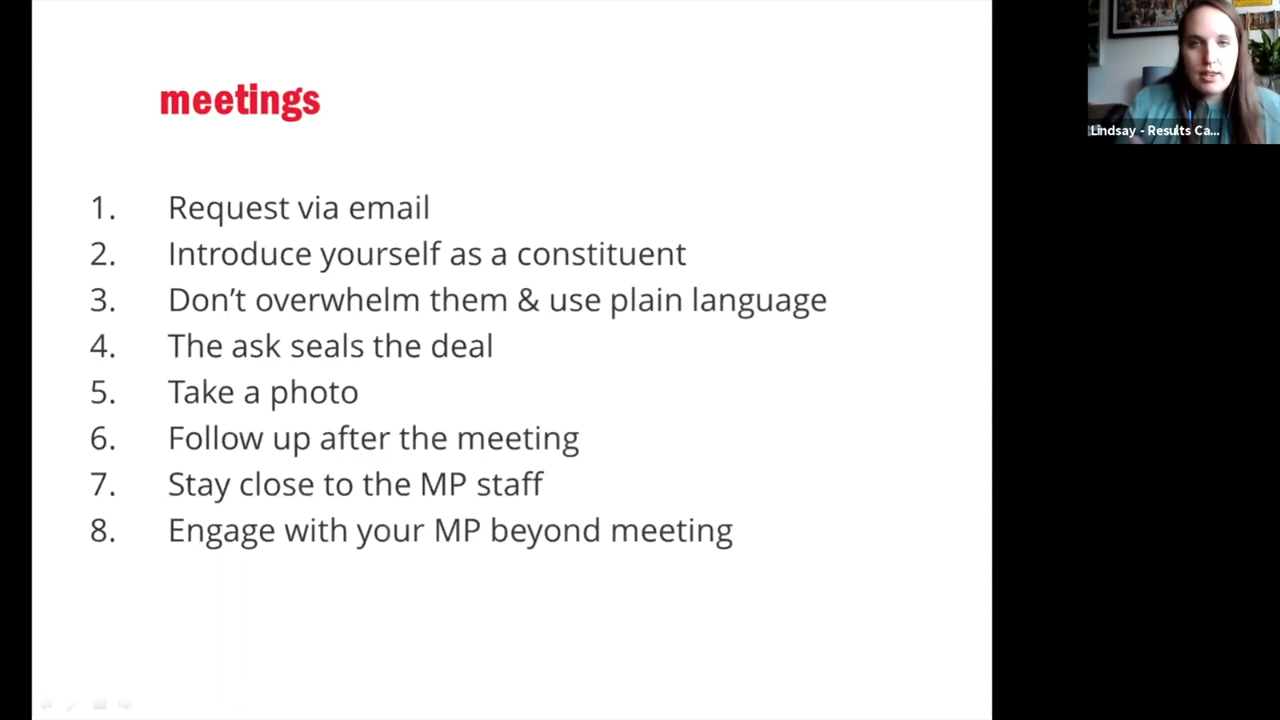 meetings
1. Request via email
2. Introduce yourself as a constituent
3. Don’t overwhelm them & use plain language
4. The ask seals the deal
5. Take a photo
6. Follow up after the meeting
7. Stay close to the MP staff
8. Engage with your MP beyond meeting
Lindsay - Results Ca...